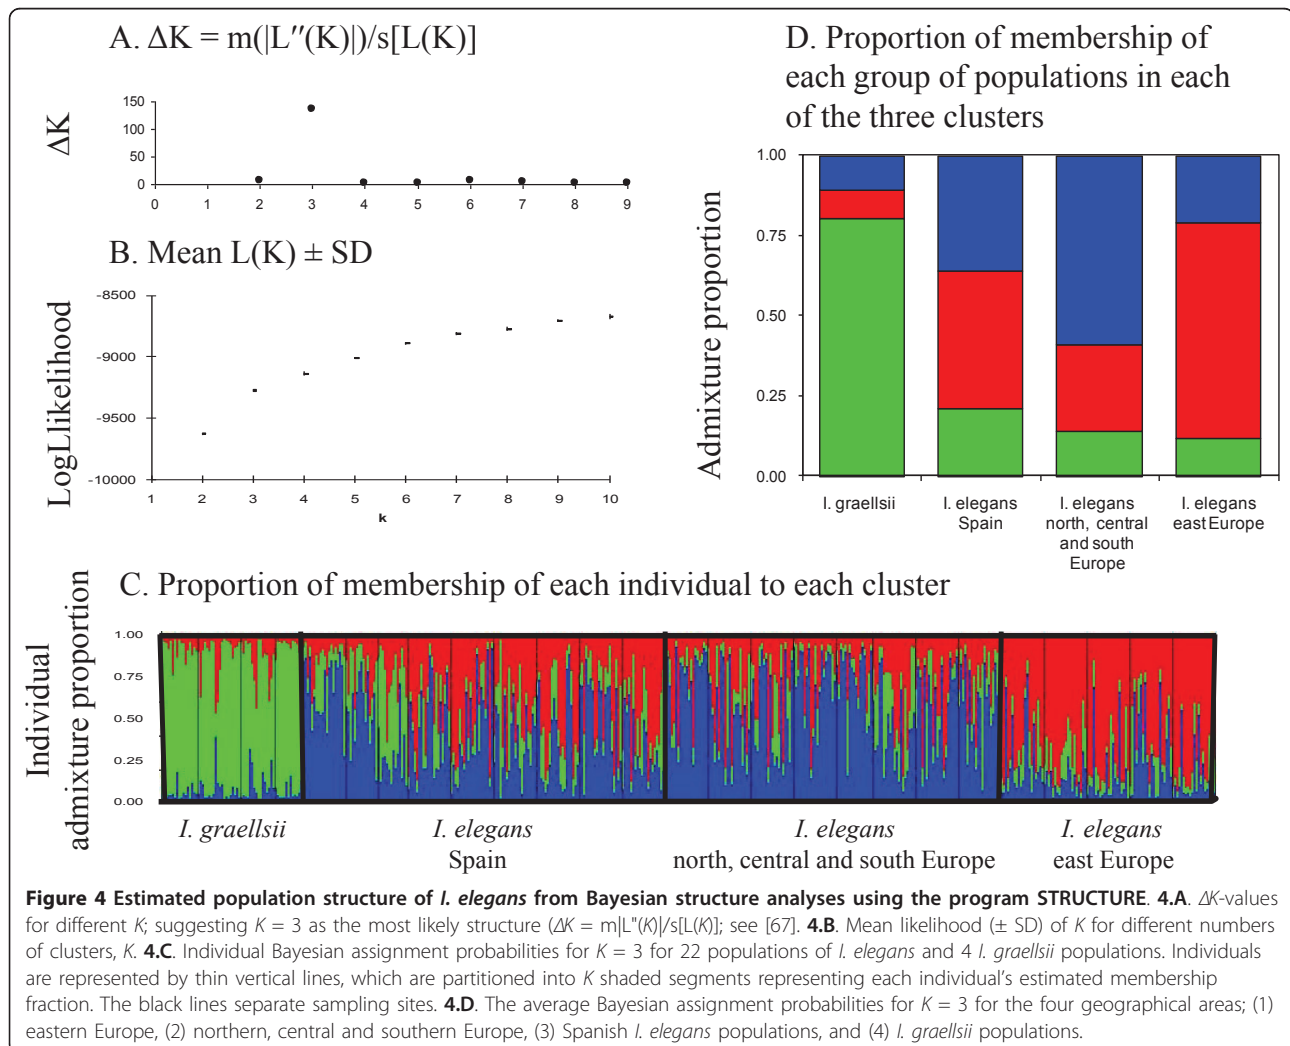 A. ΔK = m(|L″(K)|)/s[L(K)]
ΔK
150
100
50
0
0 1 2 3 4 5 6 7 8 9
B. Mean L(K) ± SD
LogLlikelihood
-8500
-9000
-9500
-10000
1 2 3 4 5 6 7 8 9 10
k
D. Proportion of membership of
each group of populations in each
of the three clusters
Admixture proportion
1.00
0.75
0.50
0.25
0.00
I. graellsii
I. elegans
Spain
I. elegans
north, central
and south
Europe
I. elegans
east Europe
C. Proportion of membership of each individual to each cluster
Individual
admixture proportion
1.00
0.75
0.50
0.25
0.00
I. graellsii
I. elegans
Spain
I. elegans
north, central and south Europe
I. elegans
east Europe
Figure 4 Estimated population structure of I. elegans from Bayesian structure analyses using the program STRUCTURE. 4.A. ΔK-values
for different K; suggesting K = 3 as the most likely structure (ΔK = m|L"(K)|/s[L(K)]; see [67]. 4.B. Mean likelihood (± SD) of K for different numbers
of clusters, K. 4.C. Individual Bayesian assignment probabilities for K = 3 for 22 populations of I. elegans and 4 I. graellsii populations. Individuals
are represented by thin vertical lines, which are partitioned into K shaded segments representing each individual's estimated membership
fraction. The black lines separate sampling sites. 4.D. The average Bayesian assignment probabilities for K = 3 for the four geographical areas; (1)
eastern Europe, (2) northern, central and southern Europe, (3) Spanish I. elegans populations, and (4) I. graellsii populations.